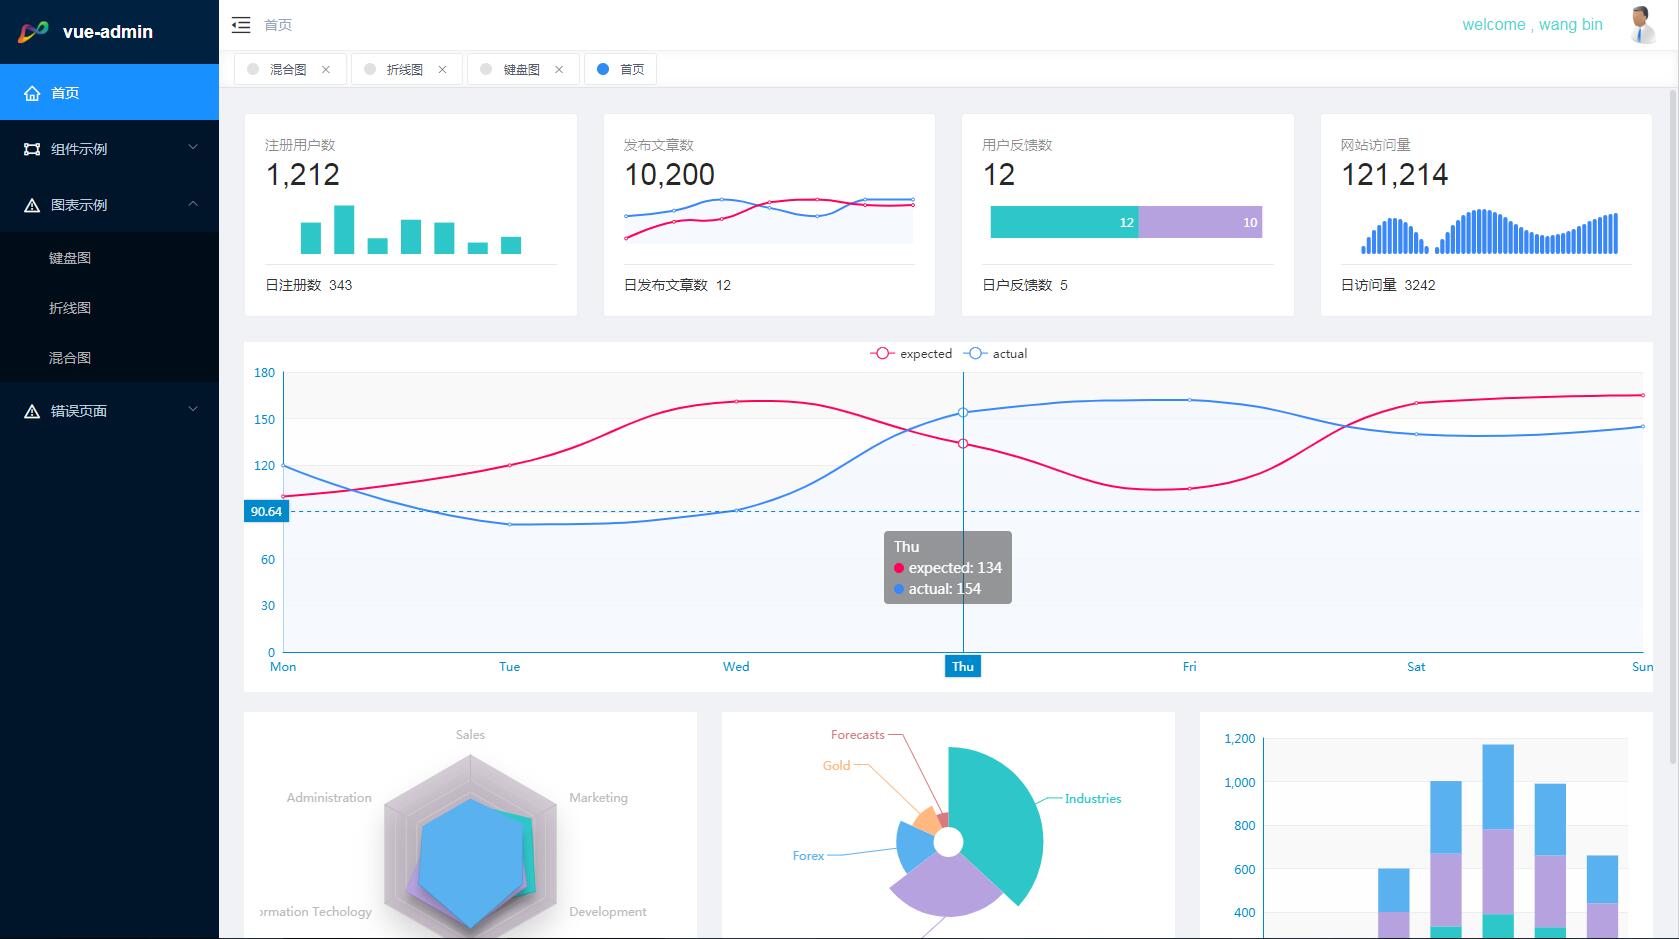 vue-admin
首页
组件示例
图表示例
键盘图
折线图
混合图
错误页面
首页
welcome , wang bin
混合图
折线图
键盘图
首页
注册用户数
1,212
日注册数 343
发布文章数
10,200
日发布文章数 12
用户反馈数
12
12
10
日户反馈数 5
网站访问量
121,214
日访问量 3242
expected
actual
180
150
120
90.64
60
30
0
Mon
Tue
Wed
Thu
Fri
Sat
Sun
Thu
expected: 134
actual: 154
Sales
Administration
Marketing
ormation Techology
Development
Forecasts
Gold
Industries
Forex
1,200
1,000
800
600
400